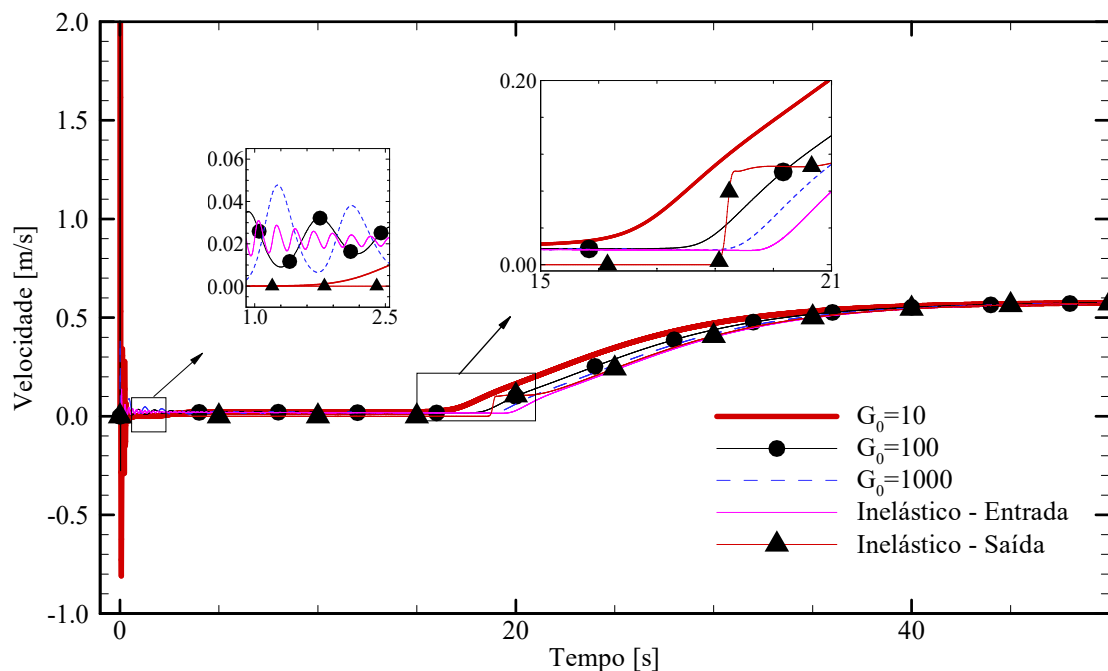 2.0
1.5
1.0
0.5
0.0
-0.5
-1.0
Velocidade [m/s]
0.06
0.04
0.02
0.00
1.0 2.5
0.20
0.00
15 21
G₀=10
G₀=100
G₀=1000
Inelástico - Entrada
Inelástico - Saída
0 20 40
Tempo [s]